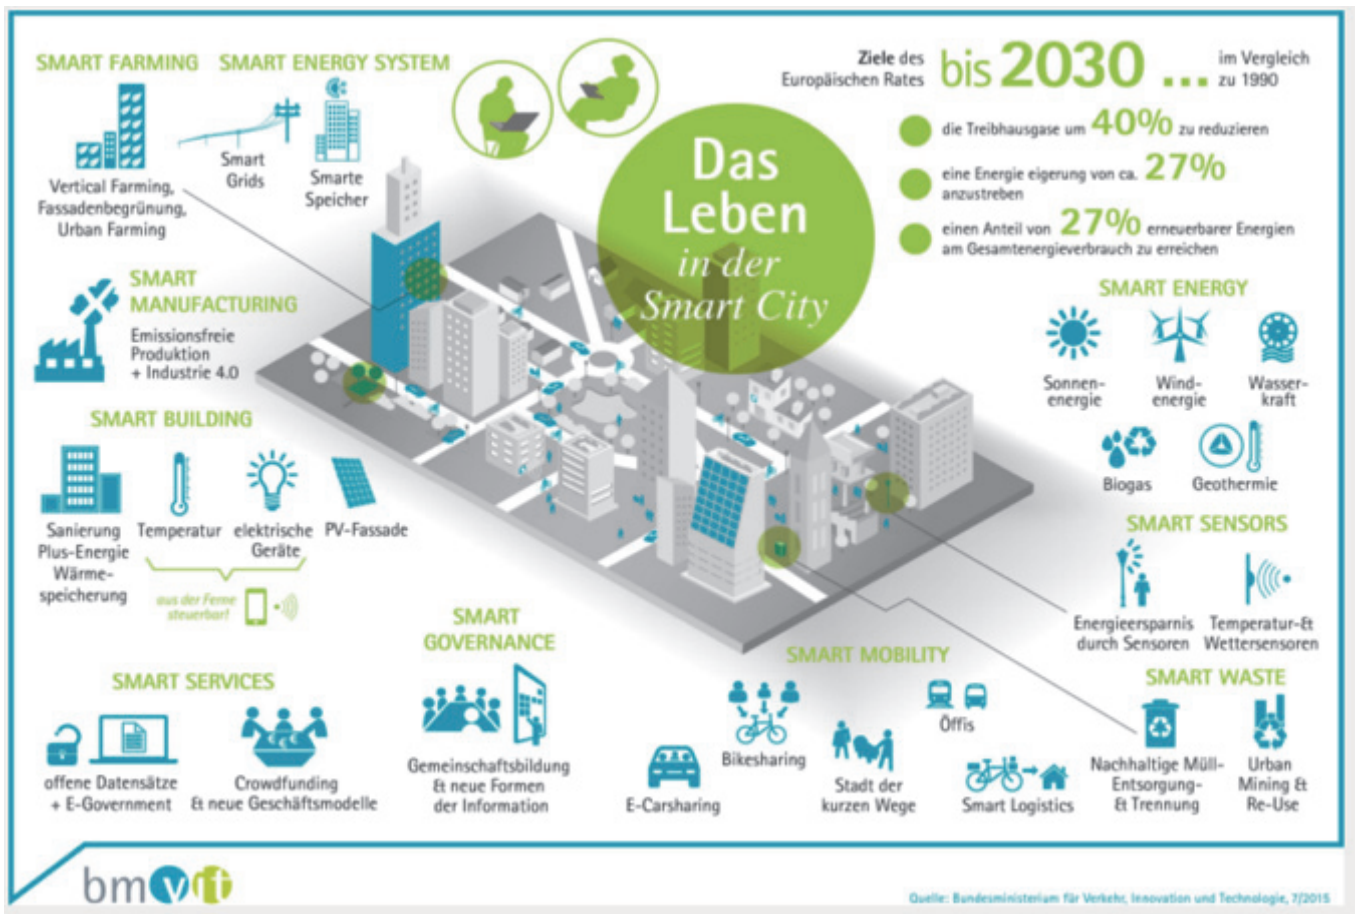 SMART FARMING
SMART ENERGY SYSTEM
Smart
Grids
Smarte
Speicher
Vertical Farming,
Fassadenbegrünung,
Urban Farming
Ziele des
Europäischen Rates
bis 2030 ...
im Vergleich
zu 1990
die Treibhausgase um 40% zu reduzieren
eine Energie eigerung von ca. 27%
anzustreben
einen Anteil von 27% erneuerbarer Energien
am Gesamtenergieverbrauch zu erreichen
Das
Leben
in der
Smart City
SMART
MANUFACTURING
Emissionsfreie
Produktion
+ Industrie 4.0
SMART ENERGY
Sonnen-
energie
Wind-
energie
Wasser-
kraft
Biogas
Geothermie
SMART BUILDING
Sanierung
Plus-Energie
Wärme-
speicherung
Temperatur
elektrische
Geräte
PV-Fassade
aus der Ferne
steuerbar!
SMART SENSORS
Energieersparnis
durch Sensoren
Temperatur-&
Wettersensoren
SMART SERVICES
offene Datensätze
+ E-Government
Crowdfunding
& neue Geschäftsmodelle
SMART
GOVERNANCE
Gemeinschaftsbildung
& neue Formen
der Information
SMART MOBILITY
E-Carsharing
Bikesharing
Stadt der
kurzen Wege
Öffis
Smart Logistics
SMART WASTE
Nachhaltige Müll-
Entsorgung-
& Trennung
Urban
Mining &
Re-Use
bmvit
Quelle: Bundesministerium für Verkehr, Innovation und Technologie, 7/2015